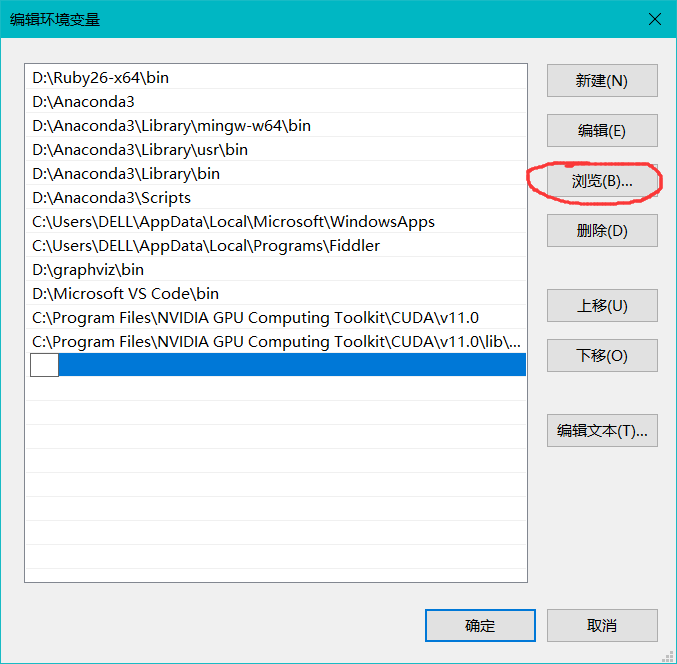 编辑环境变量
D:\Ruby26-x64\bin
D:\Anaconda3
D:\Anaconda3\Library\mingw-w64\bin
D:\Anaconda3\Library\usr\bin
D:\Anaconda3\Library\bin
D:\Anaconda3\Scripts
C:\Users\DELL\AppData\Local\Microsoft\WindowsApps
C:\Users\DELL\AppData\Local\Programs\Fiddler
D:\graphviz\bin
D:\Microsoft VS Code\bin
C:\Program Files\NVIDIA GPU Computing Toolkit\CUDA\v11.0
C:\Program Files\NVIDIA GPU Computing Toolkit\CUDA\v11.0\lib\...
新建(N)
编辑(E)
浏览(B)...
删除(D)
上移(U)
下移(O)
编辑文本(T)...
确定
取消